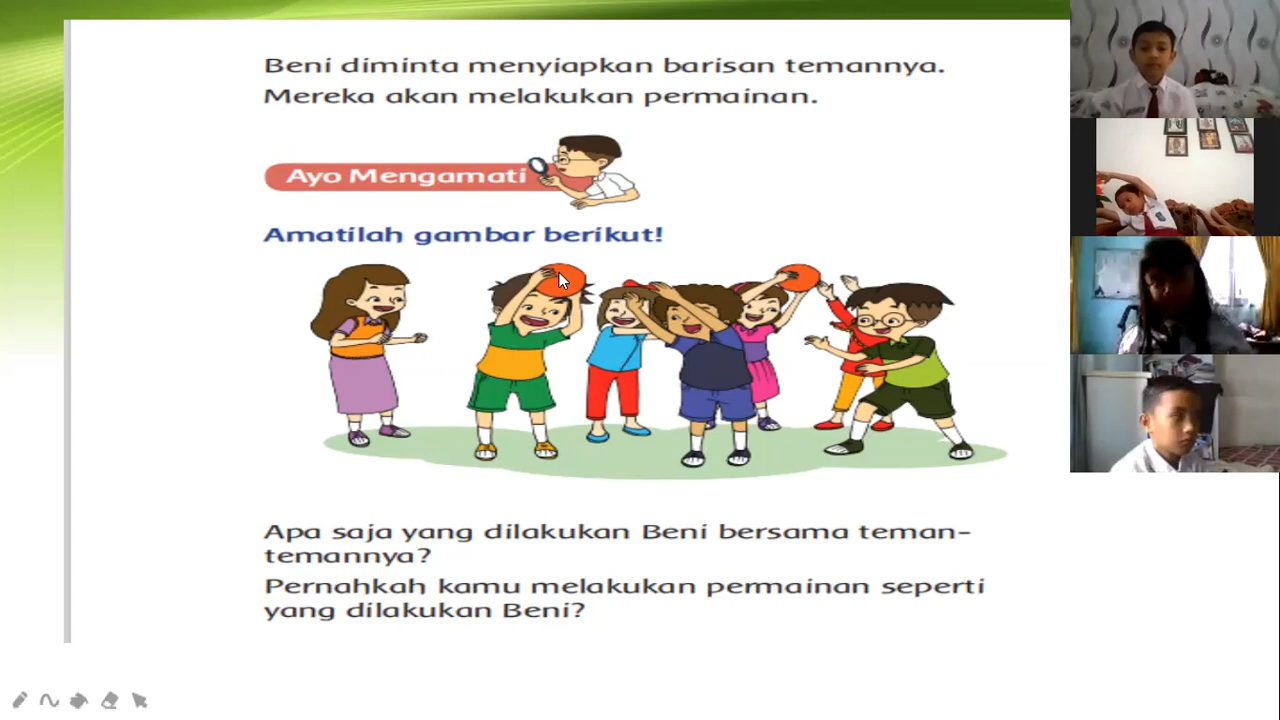 Beni diminta menyiapkan barisan temannya.
Mereka akan melakukan permainan.
Ayo Mengamati
Amatilah gambar berikut!
Apa saja yang dilakukan Beni bersama teman-
temannya?
Pernahkah kamu melakukan permainan seperti
yang dilakukan Beni?